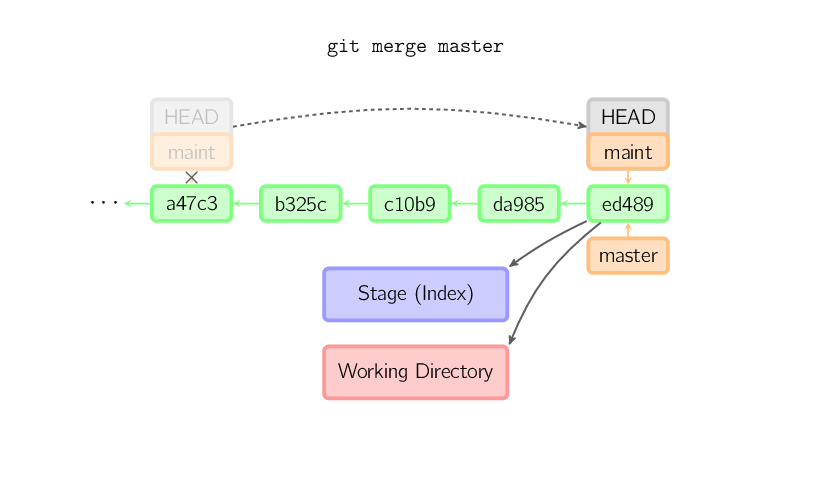 git merge master
HEAD HEAD
maint maint
... a47c3 b325c c10b9 da985 ed489
master
Stage (Index)
Working Directory